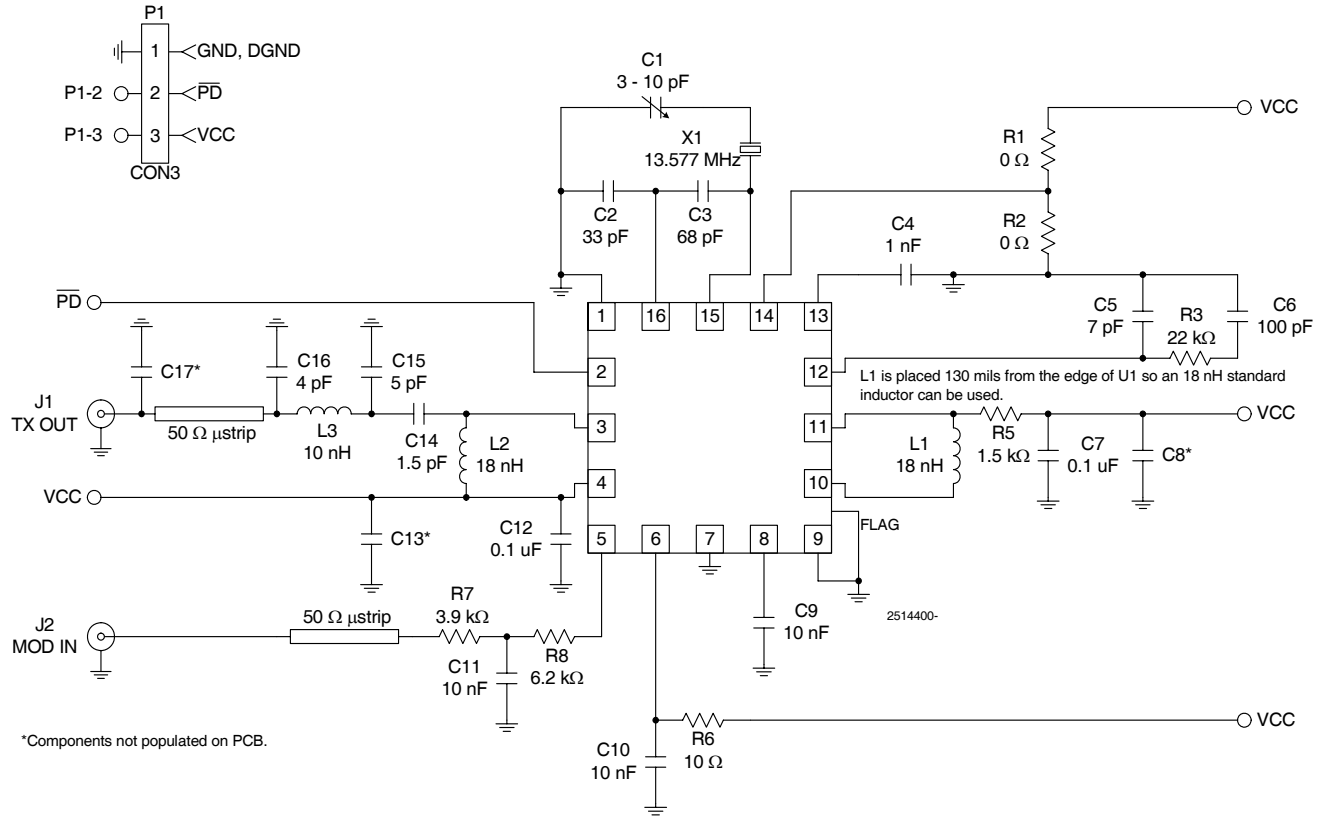 P1
1
GND, DGND
P1-2
2
PD
P1-3
3
VCC
CON3
C1
3 - 10 pF
X1
13.577 MHz
C2
33 pF
C3
68 pF
R1
0 Ω
VCC
R2
0 Ω
C4
1 nF
C5
7 pF
R3
22 kΩ
C6
100 pF
PD
1
16
15
14
13
2
12
L1 is placed 130 mils from the edge of U1 so an 18 nH standard
inductor can be used.
C17*
C16
4 pF
C15
5 pF
J1
TX OUT
50 Ω µstrip
L3
10 nH
C14
1.5 pF
L2
18 nH
3
11
L1
18 nH
R5
1.5 kΩ
C7
0.1 uF
C8*
VCC
VCC
4
10
C13*
C12
0.1 uF
5
6
7
8
9
FLAG
2514400-
J2
MOD IN
50 Ω µstrip
R7
3.9 kΩ
C11
10 nF
R8
6.2 kΩ
C9
10 nF
C10
10 nF
R6
10 Ω
VCC
*Components not populated on PCB.